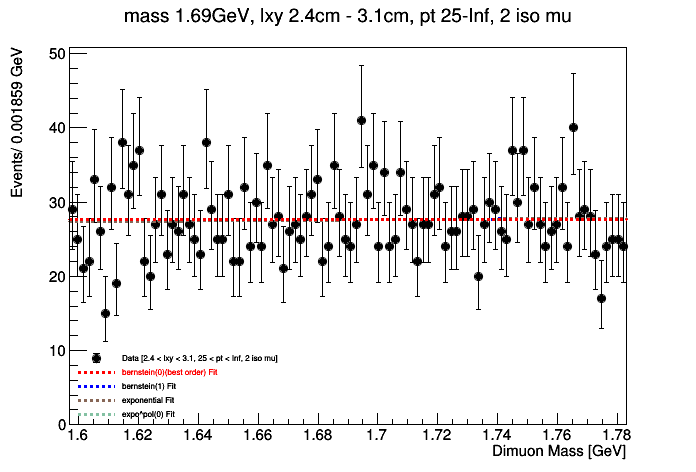 mass 1.69GeV, lxy 2.4cm - 3.1cm, pt 25-Inf, 2 iso mu
Events/ 0.001859 GeV
50
40
30
20
10
0
Data [2.4 < lxy < 3.1, 25 < pt < Inf, 2 iso mu]
bernstein(0)(best order) Fit
bernstein(1) Fit
exponential Fit
expo*pol(0) Fit
1.6 1.62 1.64 1.66 1.68 1.7 1.72 1.74 1.76 1.78
Dimuon Mass [GeV]